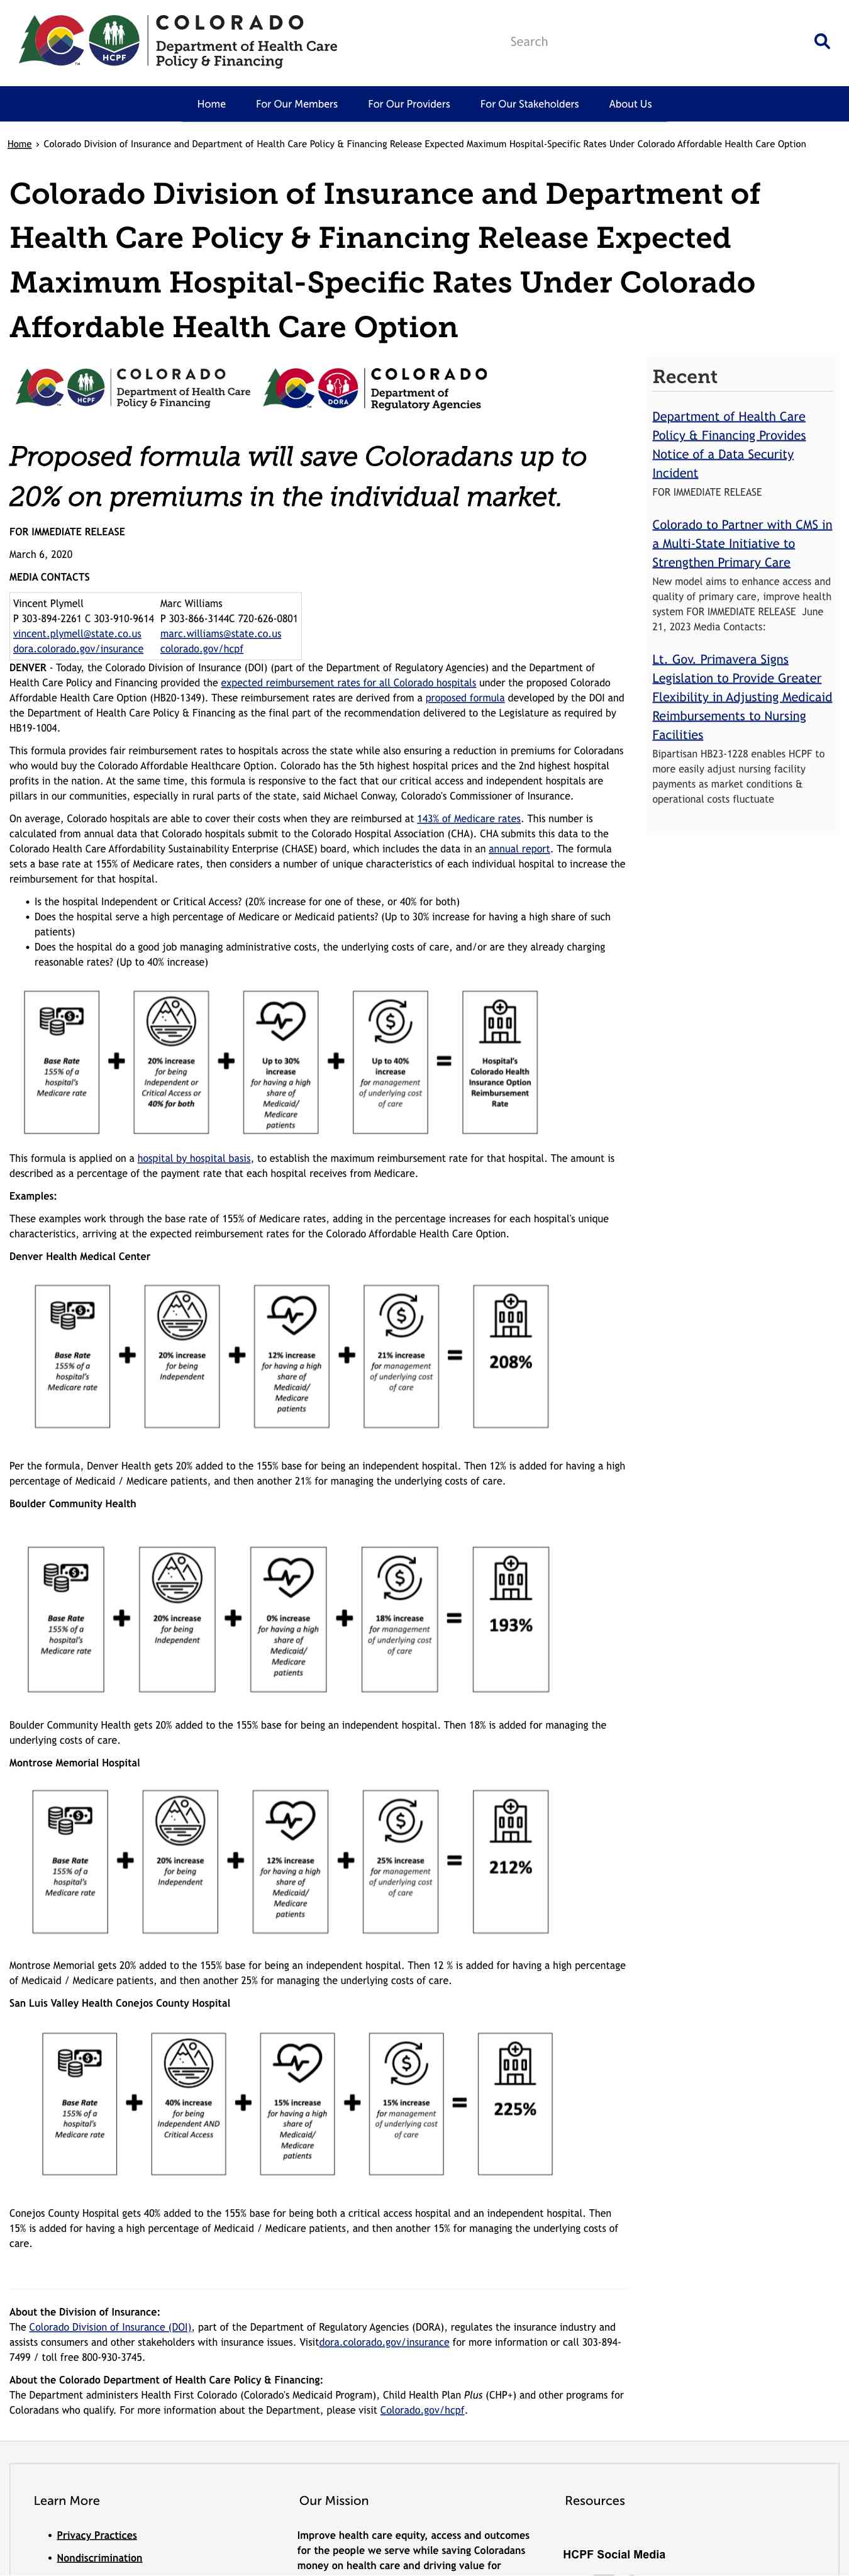 COLORADO
Department of Health Care
Policy & Financing
HCPF
TM
Search
Home
For Our Members
For Our Providers
For Our Stakeholders
About Us
Home › Colorado Division of Insurance and Department of Health Care Policy & Financing Release Expected Maximum Hospital-Specific Rates Under Colorado Affordable Health Care Option
Colorado Division of Insurance and Department of
Health Care Policy & Financing Release Expected
Maximum Hospital-Specific Rates Under Colorado
Affordable Health Care Option
HCPF
COLORADO
Department of Health Care
Policy & Financing
DORA
COLORADO
Department of
Regulatory Agencies
Proposed formula will save Coloradans up to
20% on premiums in the individual market.
FOR IMMEDIATE RELEASE
March 6, 2020
MEDIA CONTACTS
Vincent Plymell
P 303-894-2261 C 303-910-9614
vincent.plymell@state.co.us
dora.colorado.gov/insurance
Marc Williams
P 303-866-3144C 720-626-0801
marc.williams@state.co.us
colorado.gov/hcpf
DENVER - Today, the Colorado Division of Insurance (DOI) (part of the Department of Regulatory Agencies) and the Department of
Health Care Policy and Financing provided the expected reimbursement rates for all Colorado hospitals under the proposed Colorado
Affordable Health Care Option (HB20-1349). These reimbursement rates are derived from a proposed formula developed by the DOI and
the Department of Health Care Policy & Financing as the final part of the recommendation delivered to the Legislature as required by
HB19-1004.
This formula provides fair reimbursement rates to hospitals across the state while also ensuring a reduction in premiums for Coloradans
who would buy the Colorado Affordable Healthcare Option. Colorado has the 5th highest hospital prices and the 2nd highest hospital
profits in the nation. At the same time, this formula is responsive to the fact that our critical access and independent hospitals are
pillars in our communities, especially in rural parts of the state, said Michael Conway, Colorado's Commissioner of Insurance.
On average, Colorado hospitals are able to cover their costs when they are reimbursed at 143% of Medicare rates. This number is
calculated from annual data that Colorado hospitals submit to the Colorado Hospital Association (CHA). CHA submits this data to the
Colorado Health Care Affordability Sustainability Enterprise (CHASE) board, which includes the data in an annual report. The formula
sets a base rate at 155% of Medicare rates, then considers a number of unique characteristics of each individual hospital to increase the
reimbursement for that hospital.
• Is the hospital Independent or Critical Access? (20% increase for one of these, or 40% for both)
• Does the hospital serve a high percentage of Medicare or Medicaid patients? (Up to 30% increase for having a high share of such
patients)
• Does the hospital do a good job managing administrative costs, the underlying costs of care, and/or are they already charging
reasonable rates? (Up to 40% increase)
Base Rate
155% of a
hospital's
Medicare rate
+
20% increase
for being
Independent or
Critical Access or
40% for both
+
Up to 30%
increase
for having a high
share of
Medicaid/
Medicare
patients
+
Up to 40%
increase
for management
of underlying cost
of care
=
Hospital's
Colorado Health
Insurance Option
Reimbursement
Rate
This formula is applied on a hospital by hospital basis, to establish the maximum reimbursement rate for that hospital. The amount is
described as a percentage of the payment rate that each hospital receives from Medicare.
Examples:
These examples work through the base rate of 155% of Medicare rates, adding in the percentage increases for each hospital's unique
characteristics, arriving at the expected reimbursement rates for the Colorado Affordable Health Care Option.
Denver Health Medical Center
Base Rate
155% of a
hospital's
Medicare rate
+
20% increase
for being
Independent
+
12% increase
for having a high
share of
Medicaid/
Medicare
patients
+
21% increase
for management
of underlying cost
of care
=
208%
Per the formula, Denver Health gets 20% added to the 155% base for being an independent hospital. Then 12% is added for having a high
percentage of Medicaid / Medicare patients, and then another 21% for managing the underlying costs of care.
Boulder Community Health
Base Rate
155% of a
hospital's
Medicare rate
+
20% increase
for being
Independent
+
0% increase
for having a high
share of
Medicaid/
Medicare
patients
+
18% increase
for management
of underlying cost
of care
=
193%
Boulder Community Health gets 20% added to the 155% base for being an independent hospital. Then 18% is added for managing the
underlying costs of care.
Montrose Memorial Hospital
Base Rate
155% of a
hospital's
Medicare rate
+
20% increase
for being
Independent
+
12% increase
for having a high
share of
Medicaid/
Medicare
patients
+
25% increase
for management
of underlying cost
of care
=
212%
Montrose Memorial gets 20% added to the 155% base for being an independent hospital. Then 12 % is added for having a high percentage
of Medicaid / Medicare patients, and then another 25% for managing the underlying costs of care.
San Luis Valley Health Conejos County Hospital
Base Rate
155% of a
hospital's
Medicare rate
+
40% increase
for being
Independent AND
Critical Access
+
15% increase
for having a high
share of
Medicaid/
Medicare
patients
+
15% increase
for management
of underlying cost
of care
=
225%
Conejos County Hospital gets 40% added to the 155% base for being both a critical access hospital and an independent hospital. Then
15% is added for having a high percentage of Medicaid / Medicare patients, and then another 15% for managing the underlying costs of
care.
About the Division of Insurance:
The Colorado Division of Insurance (DOI), part of the Department of Regulatory Agencies (DORA), regulates the insurance industry and
assists consumers and other stakeholders with insurance issues. Visitdora.colorado.gov/insurance for more information or call 303-894-
7499 / toll free 800-930-3745.
About the Colorado Department of Health Care Policy & Financing:
The Department administers Health First Colorado (Colorado's Medicaid Program), Child Health Plan Plus (CHP+) and other programs for
Coloradans who qualify. For more information about the Department, please visit Colorado.gov/hcpf.
Recent
Department of Health Care
Policy & Financing Provides
Notice of a Data Security
Incident
FOR IMMEDIATE RELEASE
Colorado to Partner with CMS in
a Multi-State Initiative to
Strengthen Primary Care
New model aims to enhance access and
quality of primary care, improve health
system FOR IMMEDIATE RELEASE June
21, 2023 Media Contacts:
Lt. Gov. Primavera Signs
Legislation to Provide Greater
Flexibility in Adjusting Medicaid
Reimbursements to Nursing
Facilities
Bipartisan HB23-1228 enables HCPF to
more easily adjust nursing facility
payments as market conditions &
operational costs fluctuate
Learn More
• Privacy Practices
• Nondiscrimination
Our Mission
Improve health care equity, access and outcomes
for the people we serve while saving Coloradans
money on health care and driving value for
Resources
HCPF Social Media